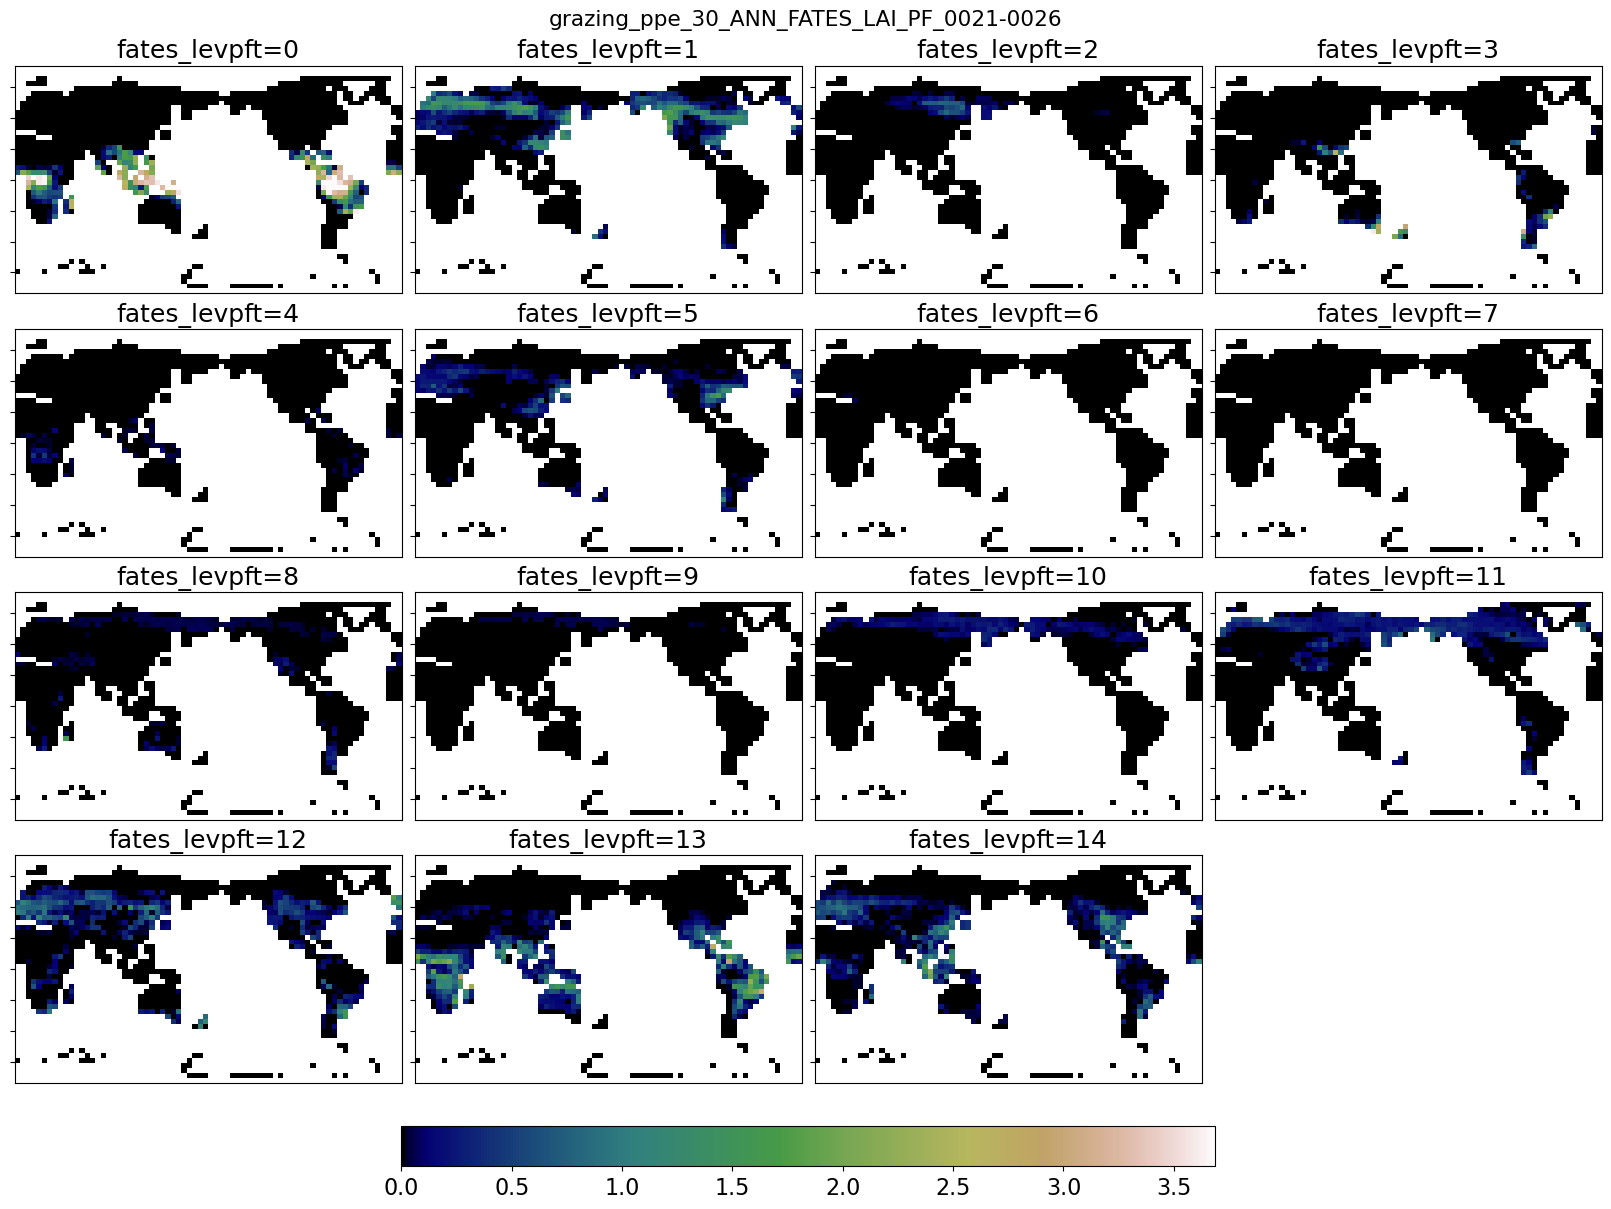 grazing_ppe_30_ANN_FATES_LAI_PF_0021-0026
fates_levpft=0 fates_levpft=1 fates_levpft=2 fates_levpft=3
fates_levpft=4 fates_levpft=5 fates_levpft=6 fates_levpft=7
fates_levpft=8 fates_levpft=9 fates_levpft=10 fates_levpft=11
fates_levpft=12 fates_levpft=13 fates_levpft=14
0.0 0.5 1.0 1.5 2.0 2.5 3.0 3.5